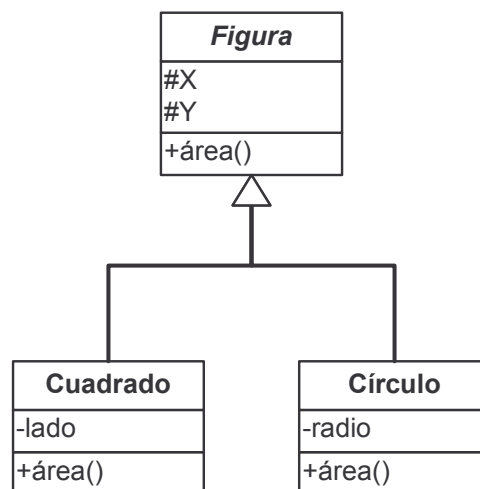 Figura
#X
#Y
+área()
Cuadrado
-lado
+área()
Círculo
-radio
+área()